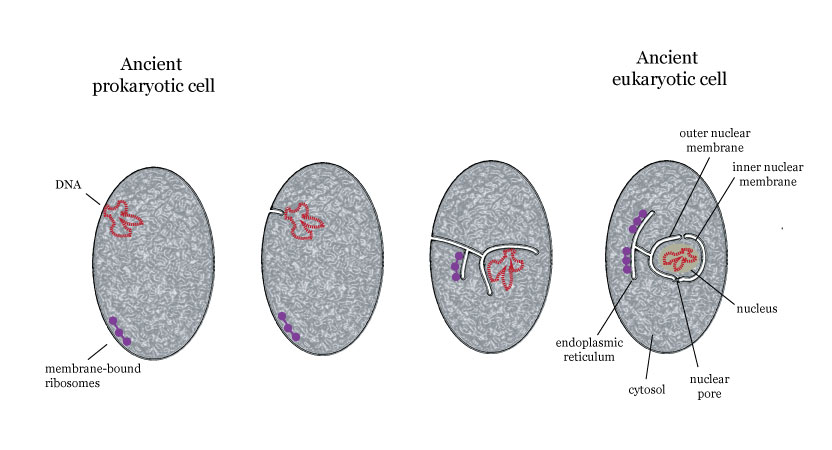 Ancient
prokaryotic cell
Ancient
eukaryotic cell
outer nuclear
membrane
inner nuclear
membrane
DNA
nucleus
endoplasmic
reticulum
membrane-bound
ribosomes
cytosol
nuclear
pore